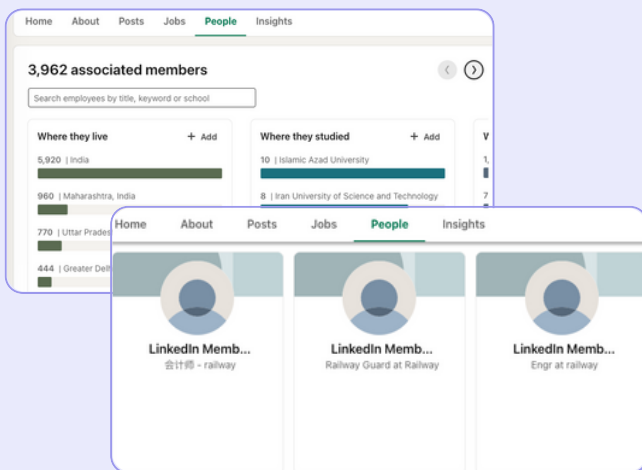 Home About Posts Jobs People Insights
3,962 associated members
Search employees by title, keyword or school
Where they live + Add
5,920 | India
960 | Maharashtra, India
770 | Uttar Prades
444 | Greater Delh
Where they studied + Add
10 | Islamic Azad University
8 | Iran University of Science and Technology
Home About Posts Jobs People Insights
LinkedIn Memb...
会计师 - railway
LinkedIn Memb...
Railway Guard at Railway
LinkedIn Memb...
Engr at railway